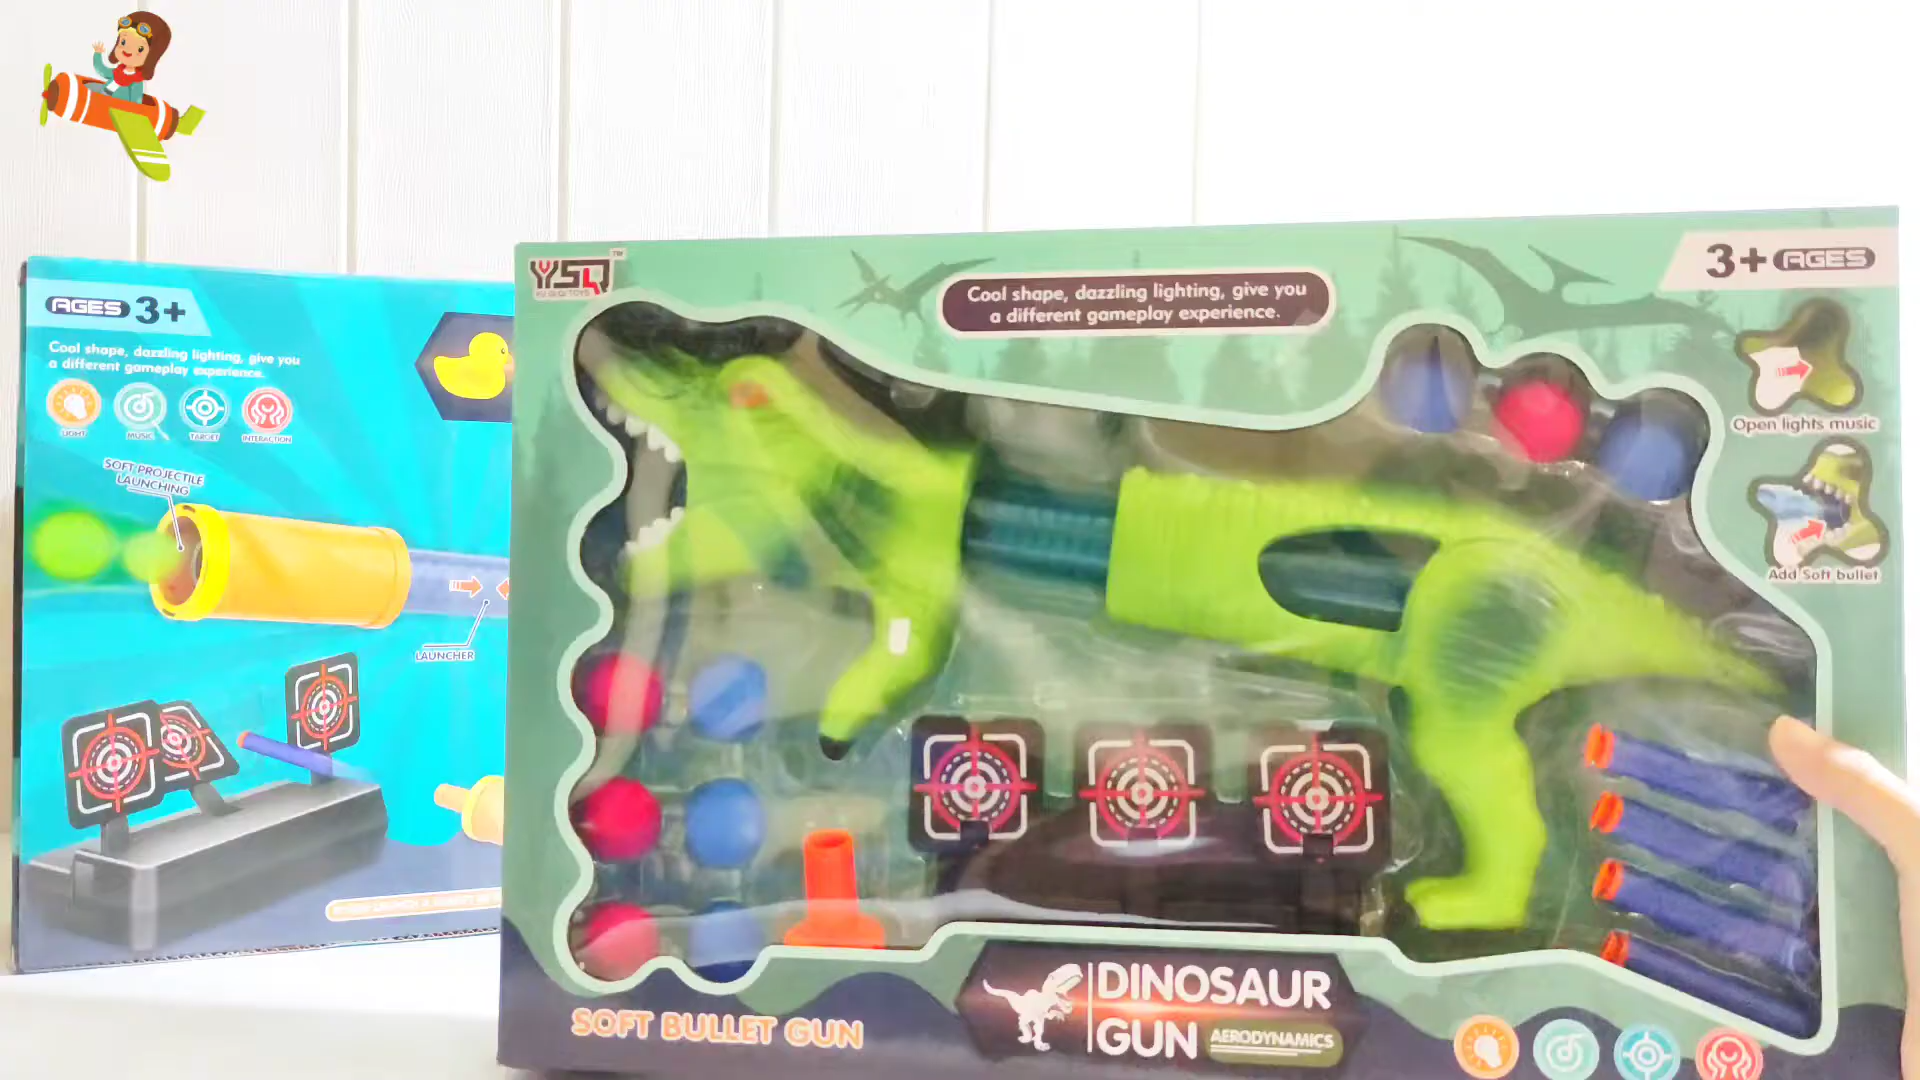 AGES 3+
Cool shape, dazzling lighting, give you
a different gameplay experience.
LIGHT
MUSIC
TARGET
INTERACTION
SOFT PROJECTILE
LAUNCHING
LAUNCHER
YSQ
Cool shape, dazzling lighting, give you
a different gameplay experience.
3+ AGES
Open lights music
Add Soft bullet
SOFT BULLET GUN
DINOSAUR
GUN
AERODYNAMICS